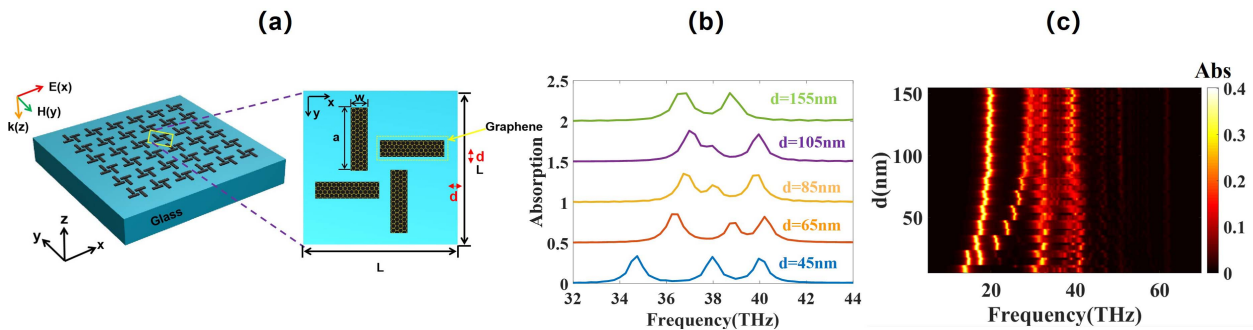 (a)
(b)
(c)
E(x)
H(y)
k(z)
Glass
z
y
x
x
y
w
a
Graphene
d
L
d
L
2.5
2
1.5
1
0.5
0
Absorption
d=155nm
d=105nm
d=85nm
d=65nm
d=45nm
32 34 36 38 40 42 44
Frequency(THz)
Abs
150
100
50
d(nm)
20 40 60
Frequency(THz)
0.4
0.3
0.2
0.1
0